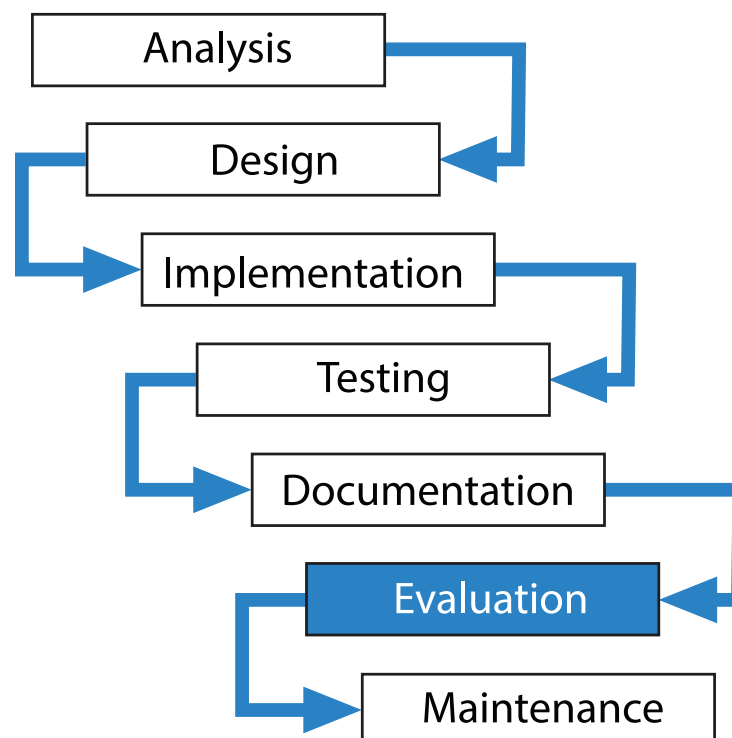 Analysis
Design
Implementation
Testing
Documentation
Evaluation
Maintenance